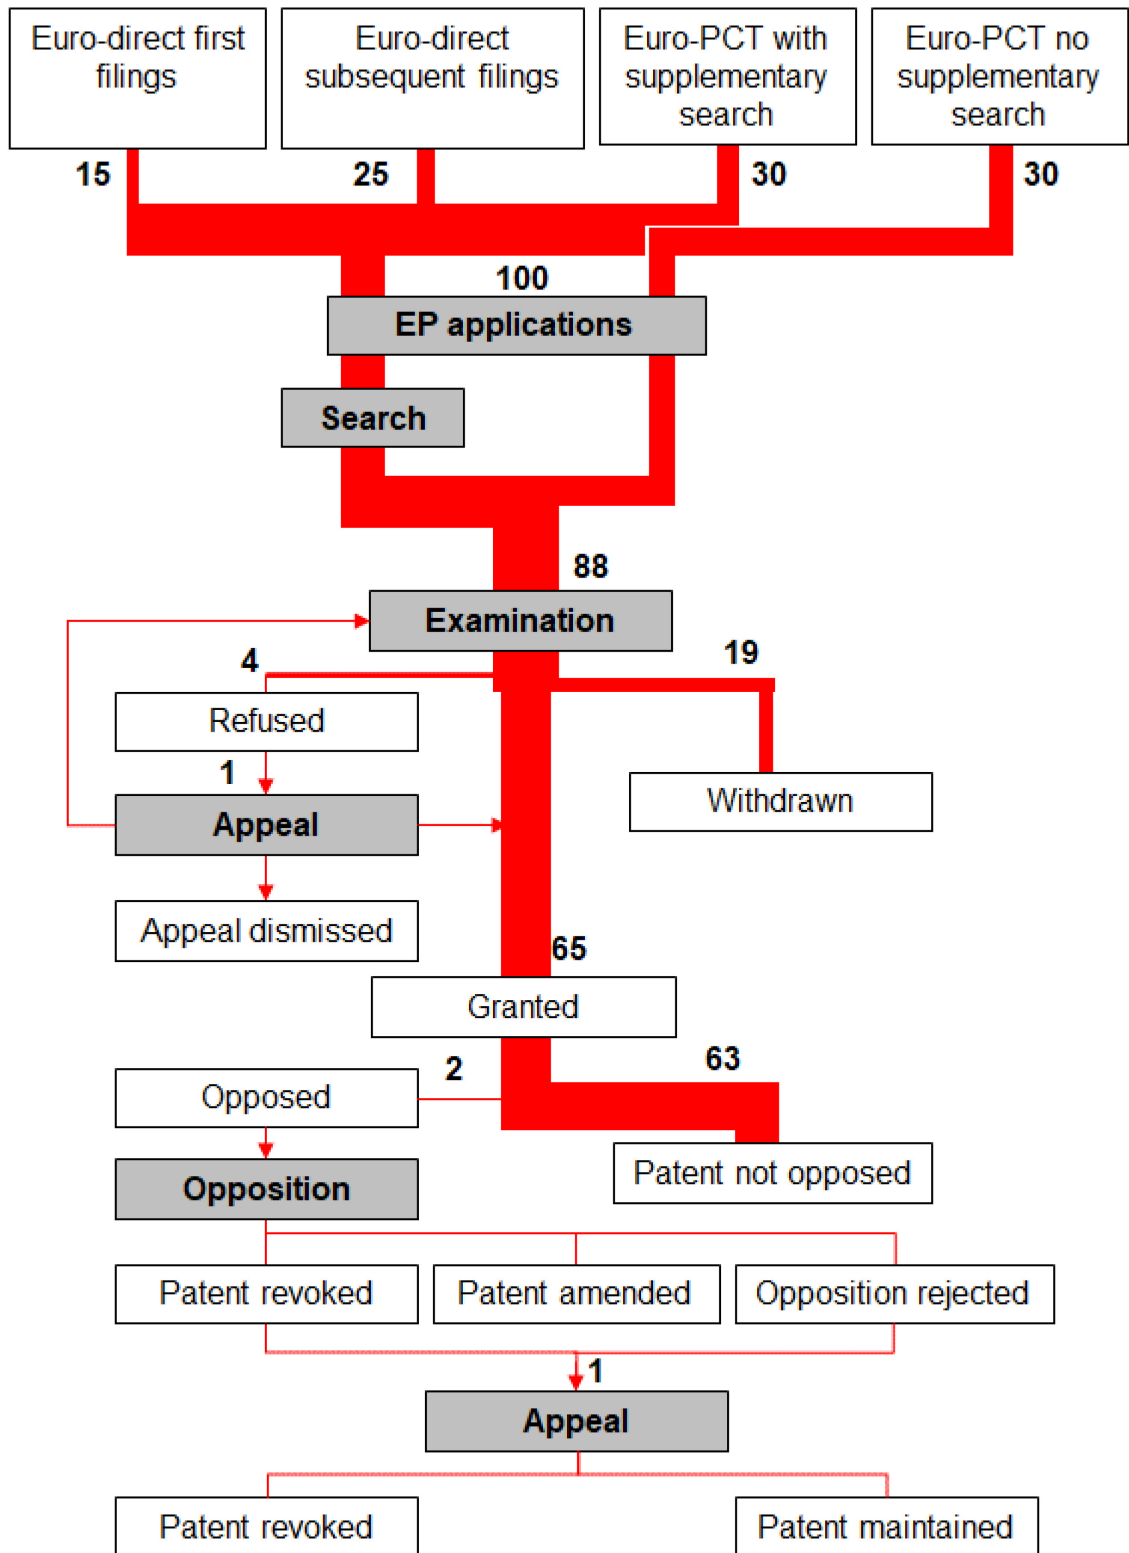 Euro-direct first
filings
Euro-direct
subsequent filings
Euro-PCT with
supplementary
search
Euro-PCT no
supplementary
search
15
25
30
30
100
EP applications
Search
88
Examination
4
19
Refused
1
Withdrawn
Appeal
Appeal dismissed
65
Granted
2
63
Opposed
Patent not opposed
Opposition
Patent revoked
Patent amended
Opposition rejected
1
Appeal
Patent revoked
Patent maintained